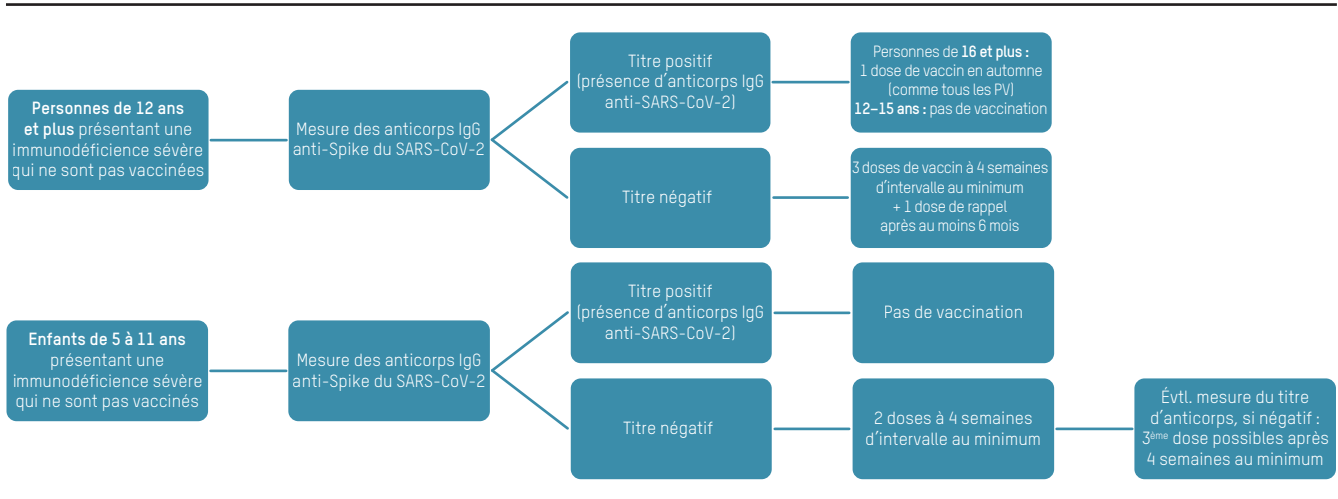 Personnes de 12 ans
et plus présentant une
immunodéficience sévère
qui ne sont pas vaccinées
Mesure des anticorps IgG
anti-Spike du SARS-CoV-2
Titre positif
(présence d’anticorps IgG
anti-SARS-CoV-2)
Personnes de 16 et plus :
1 dose de vaccin en automne
(comme tous les PV)
12–15 ans : pas de vaccination
Titre négatif
3 doses de vaccin à 4 semaines
d’intervalle au minimum
+ 1 dose de rappel
après au moins 6 mois
Enfants de 5 à 11 ans
présentant une
immunodéficience sévère
qui ne sont pas vaccinés
Mesure des anticorps IgG
anti-Spike du SARS-CoV-2
Titre positif
(présence d’anticorps IgG
anti-SARS-CoV-2)
Pas de vaccination
Titre négatif
2 doses à 4 semaines
d’intervalle au minimum
Évtl. mesure du titre
d’anticorps, si négatif :
3ème dose possibles après
4 semaines au minimum